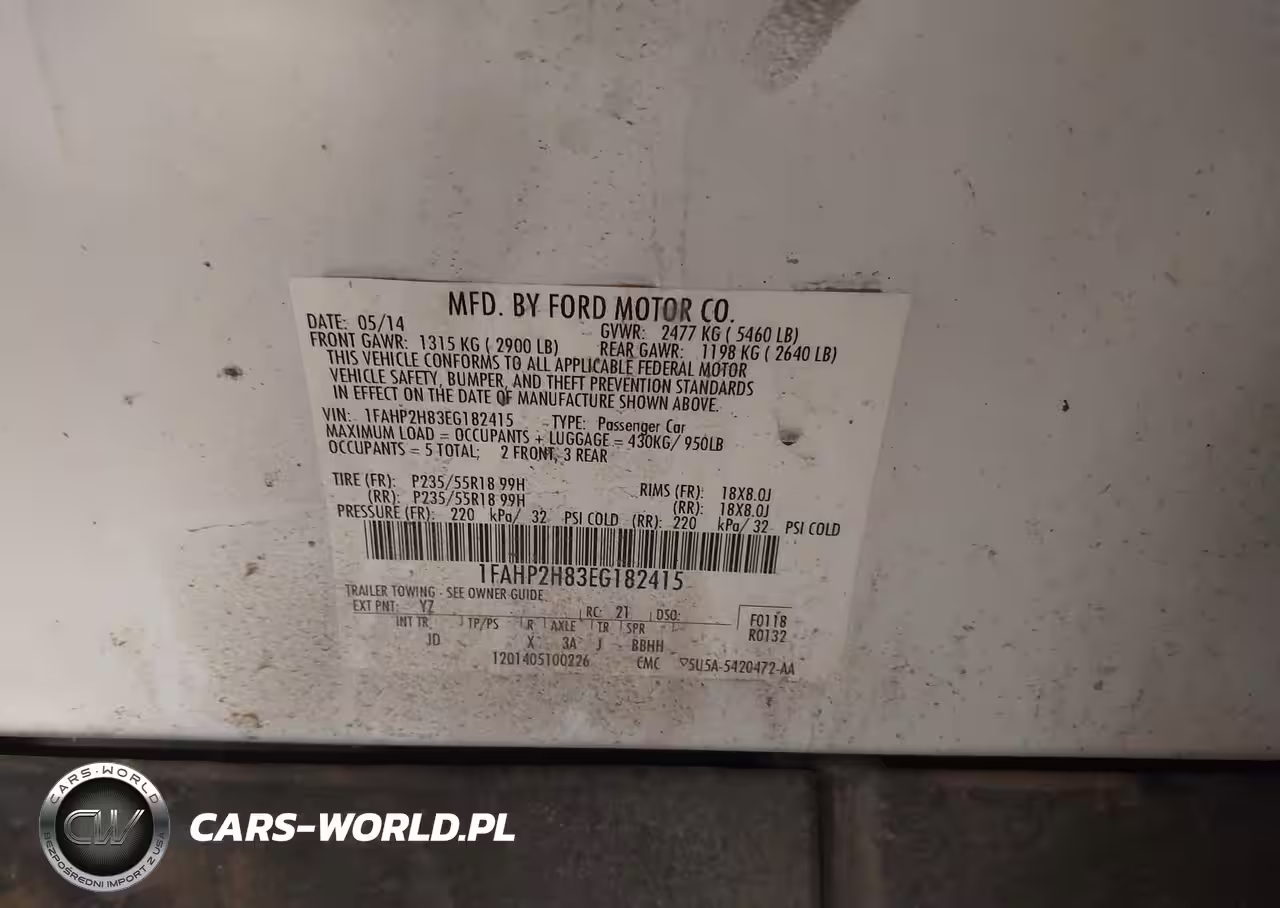 MFD. BY FORD MOTOR CO.
DATE: 05/14
GVWR: 2477 KG ( 5460 LB)
FRONT GAWR: 1315 KG ( 2900 LB)
REAR GAWR: 1198 KG ( 2640 LB)
THIS VEHICLE CONFORMS TO ALL APPLICABLE FEDERAL MOTOR
VEHICLE SAFETY, BUMPER, AND THEFT PREVENTION STANDARDS
IN EFFECT ON THE DATE OF MANUFACTURE SHOWN ABOVE.
VIN: 1FAHP2H83EG182415 TYPE: Passenger Car
MAXIMUM LOAD = OCCUPANTS + LUGGAGE = 430KG/ 950LB
OCCUPANTS = 5 TOTAL; 2 FRONT, 3 REAR
TIRE (FR): P235/55R18 99H RIMS (FR): 18X8.0J
(RR): P235/55R18 99H (RR): 18X8.0J
PRESSURE (FR): 220 kPa/ 32 PSI COLD (RR): 220 kPa/ 32 PSI COLD
1FAHP2H83EG182415
TRAILER TOWING - SEE OWNER GUIDE
EXT PNT: YZ RC: 21 DSO:
F0118
R0132
INT TR TP/PS R AXLE TR SPR
JD X 3A J BBHH
1201405100226 CMC 5U5A-5420472-AA
CARS-WORLD
CW
BEZPOŚREDNI IMPORT Z USA
CARS-WORLD.PL